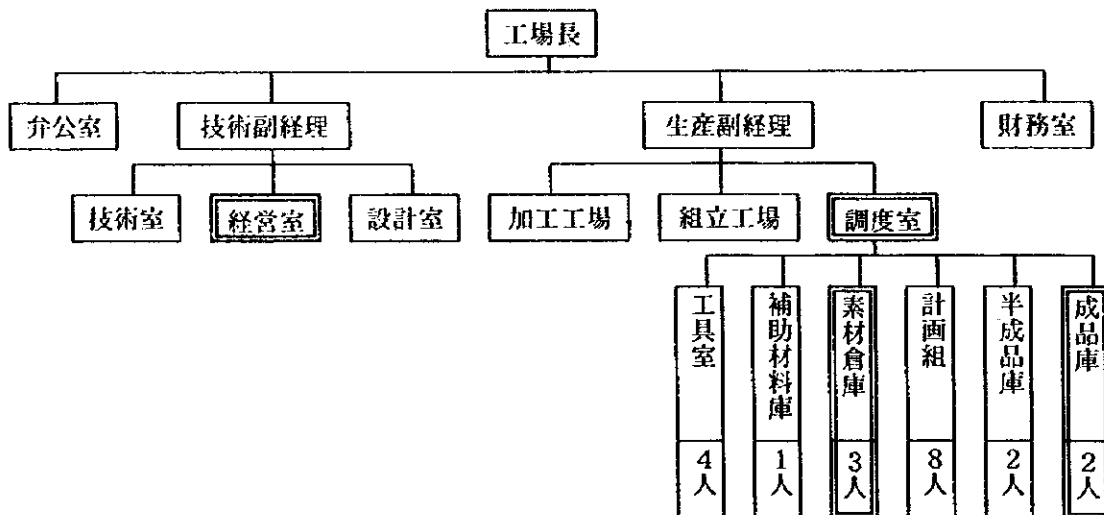 工場長
弁公室
技術副経理
生産副経理
財務室
技術室
経営室
設計室
加工工場
組立工場
調度室
工具室
4人
補助材料庫
1人
素材倉庫
3人
計画組
8人
半成品庫
2人
成品庫
2人